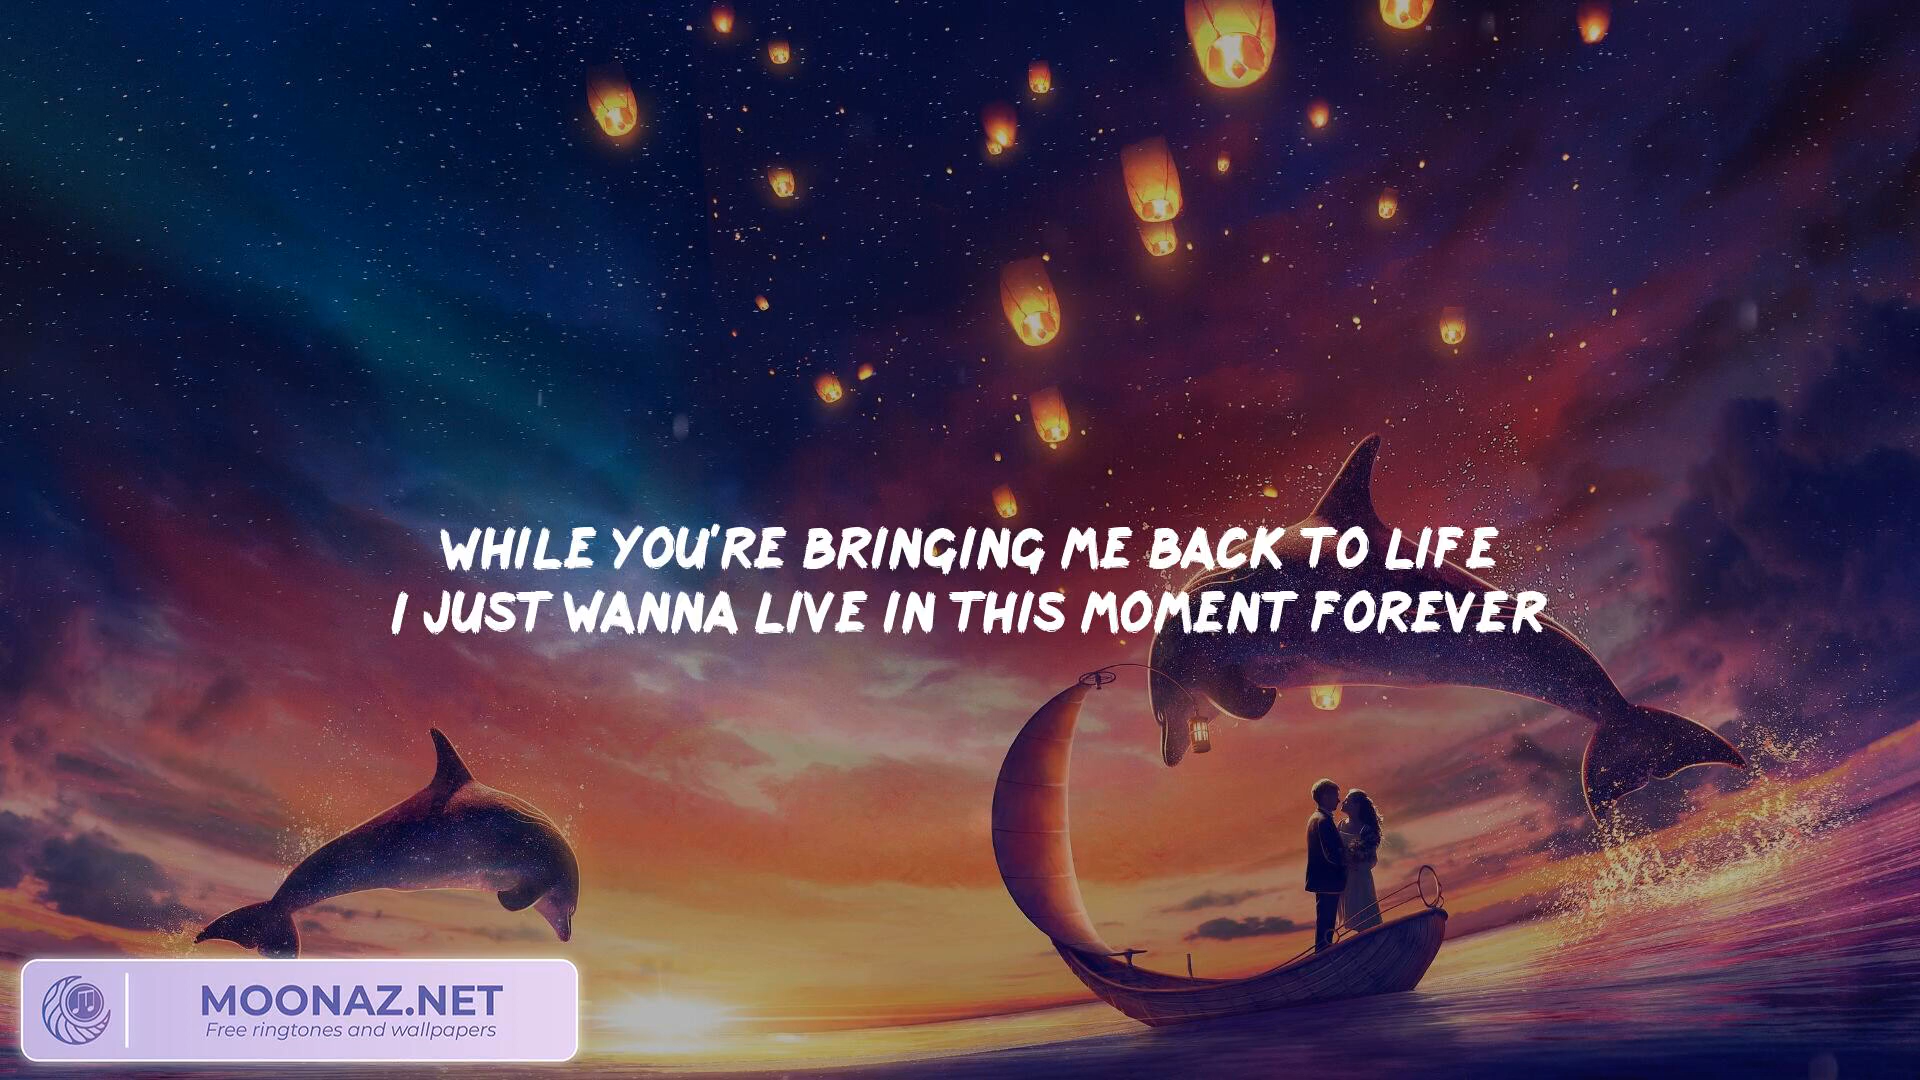 WHILE YOU'RE BRINGING ME BACK TO LIFE
I JUST WANNA LIVE IN THIS MOMENT FOREVER
MOONAZ.NET
Free ringtones and wallpapers